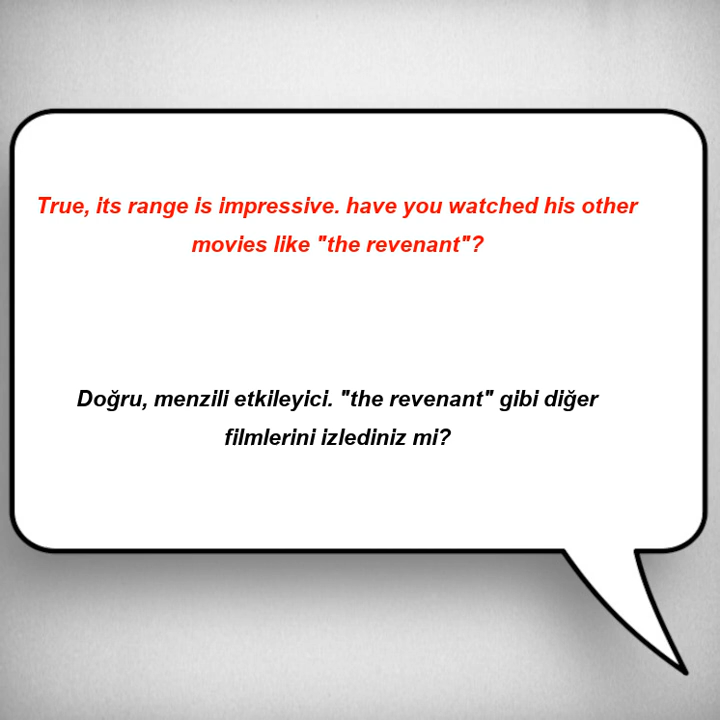 True, its range is impressive. have you watched his other
movies like "the revenant"?
Doğru, menzili etkileyici. "the revenant" gibi diğer
filmlerini izlediniz mi?